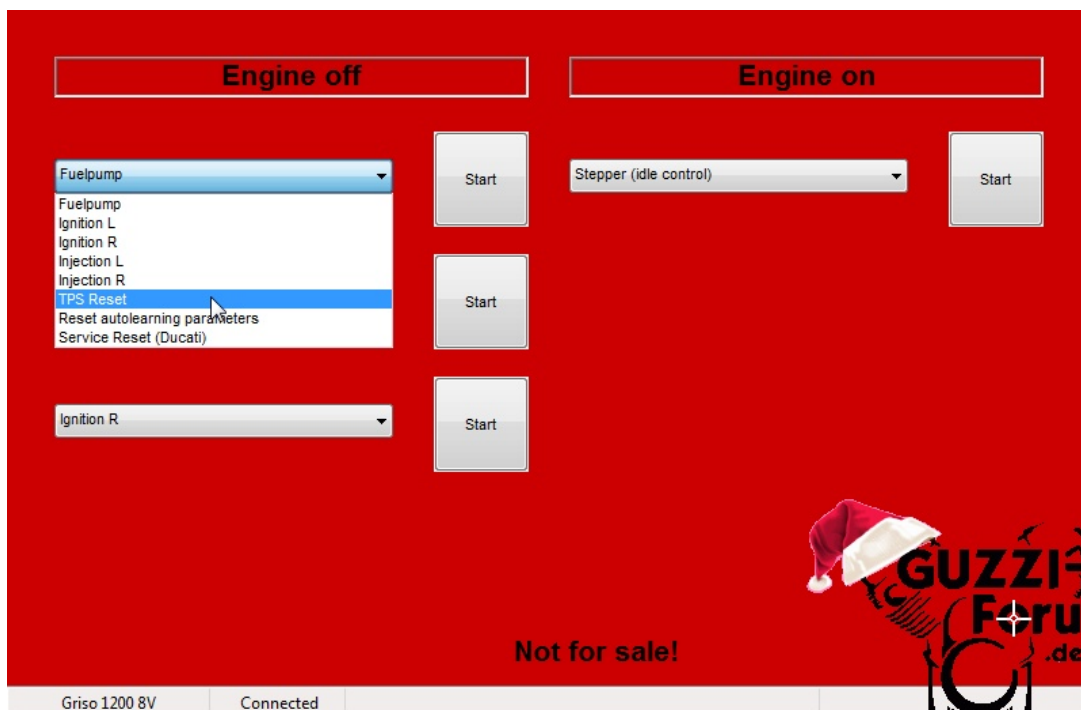 Engine off
Engine on
Fuelpump
Start
Stepper (idle control)
Start
Fuelpump
Ignition L
Ignition R
Injection L
Injection R
TPS Reset
Reset autolearning parameters
Service Reset (Ducati)
Start
Ignition R
Start
GUZZI-
Foru
.de
Not for sale!
Griso 1200 8V
Connected